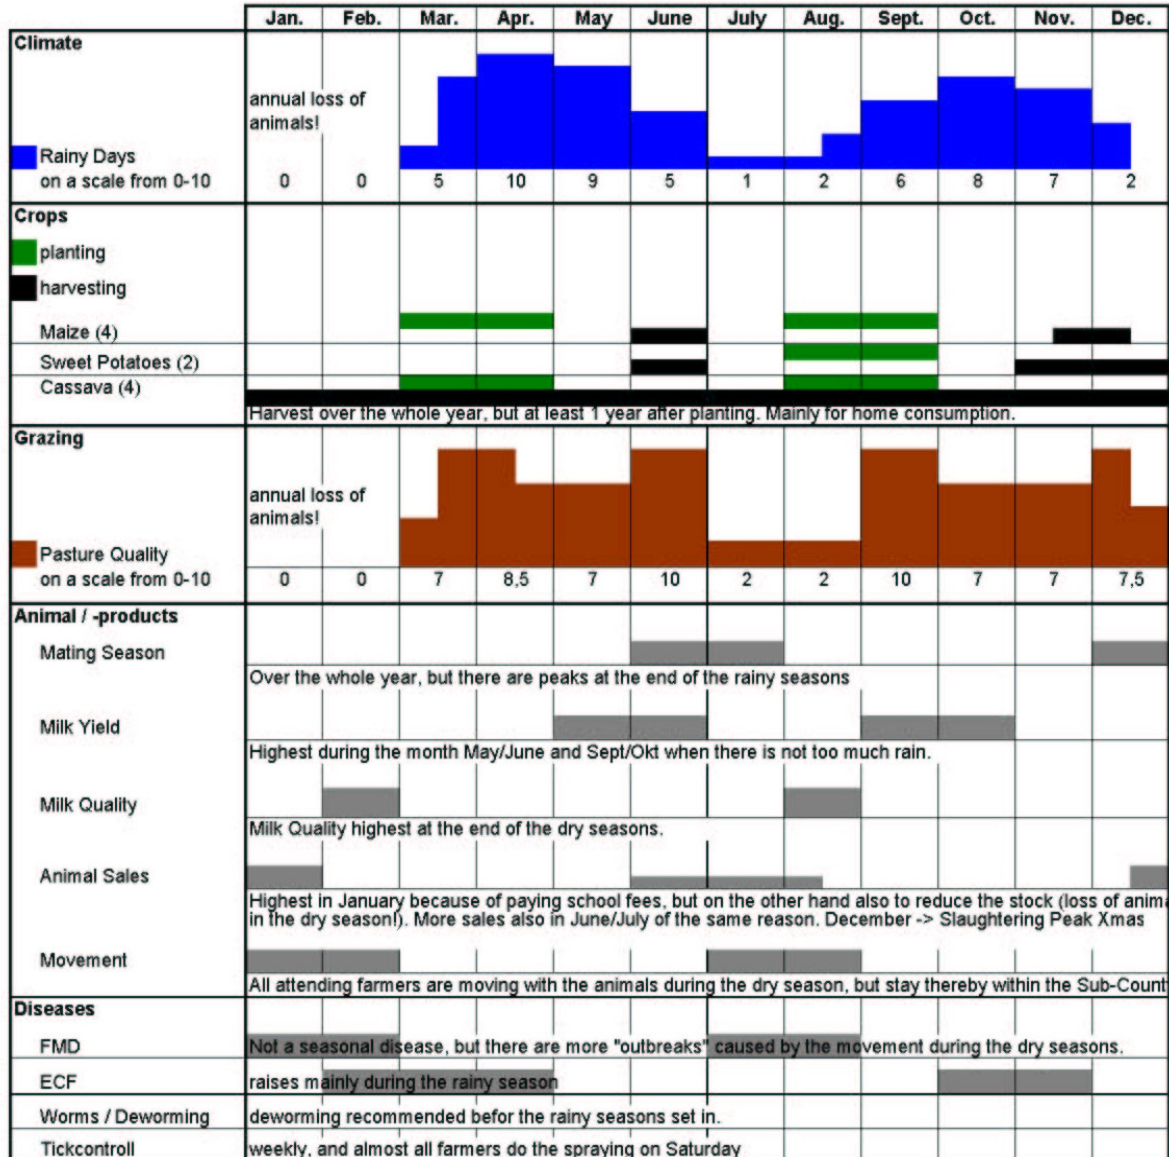 Jan. Feb. Mar. Apr. May June July Aug. Sept. Oct. Nov. Dec.
Climate
annual loss of
animals!
Rainy Days
on a scale from 0-10 0 0 5 10 9 5 1 2 6 8 7 2
Crops
planting
harvesting
Maize (4)
Sweet Potatoes (2)
Cassava (4)
Harvest over the whole year, but at least 1 year after planting. Mainly for home consumption.
Grazing
annual loss of
animals!
Pasture Quality
on a scale from 0-10 0 0 7 8,5 7 10 2 2 10 7 7 7,5
Animal / -products
Mating Season
Over the whole year, but there are peaks at the end of the rainy seasons
Milk Yield
Highest during the month May/June and Sept/Okt when there is not too much rain.
Milk Quality
Milk Quality highest at the end of the dry seasons.
Animal Sales
Highest in January because of paying school fees, but on the other hand also to reduce the stock (loss of anima
in the dry season!). More sales also in June/July of the same reason. December -> Slaughtering Peak Xmas
Movement
All attending farmers are moving with the animals during the dry season, but stay thereby within the Sub-Count
Diseases
FMD Not a seasonal disease, but there are more "outbreaks" caused by the movement during the dry seasons.
ECF raises mainly during the rainy season
Worms / Deworming deworming recommended befor the rainy seasons set in.
Tickcontroll weekly, and almost all farmers do the spraying on Saturday